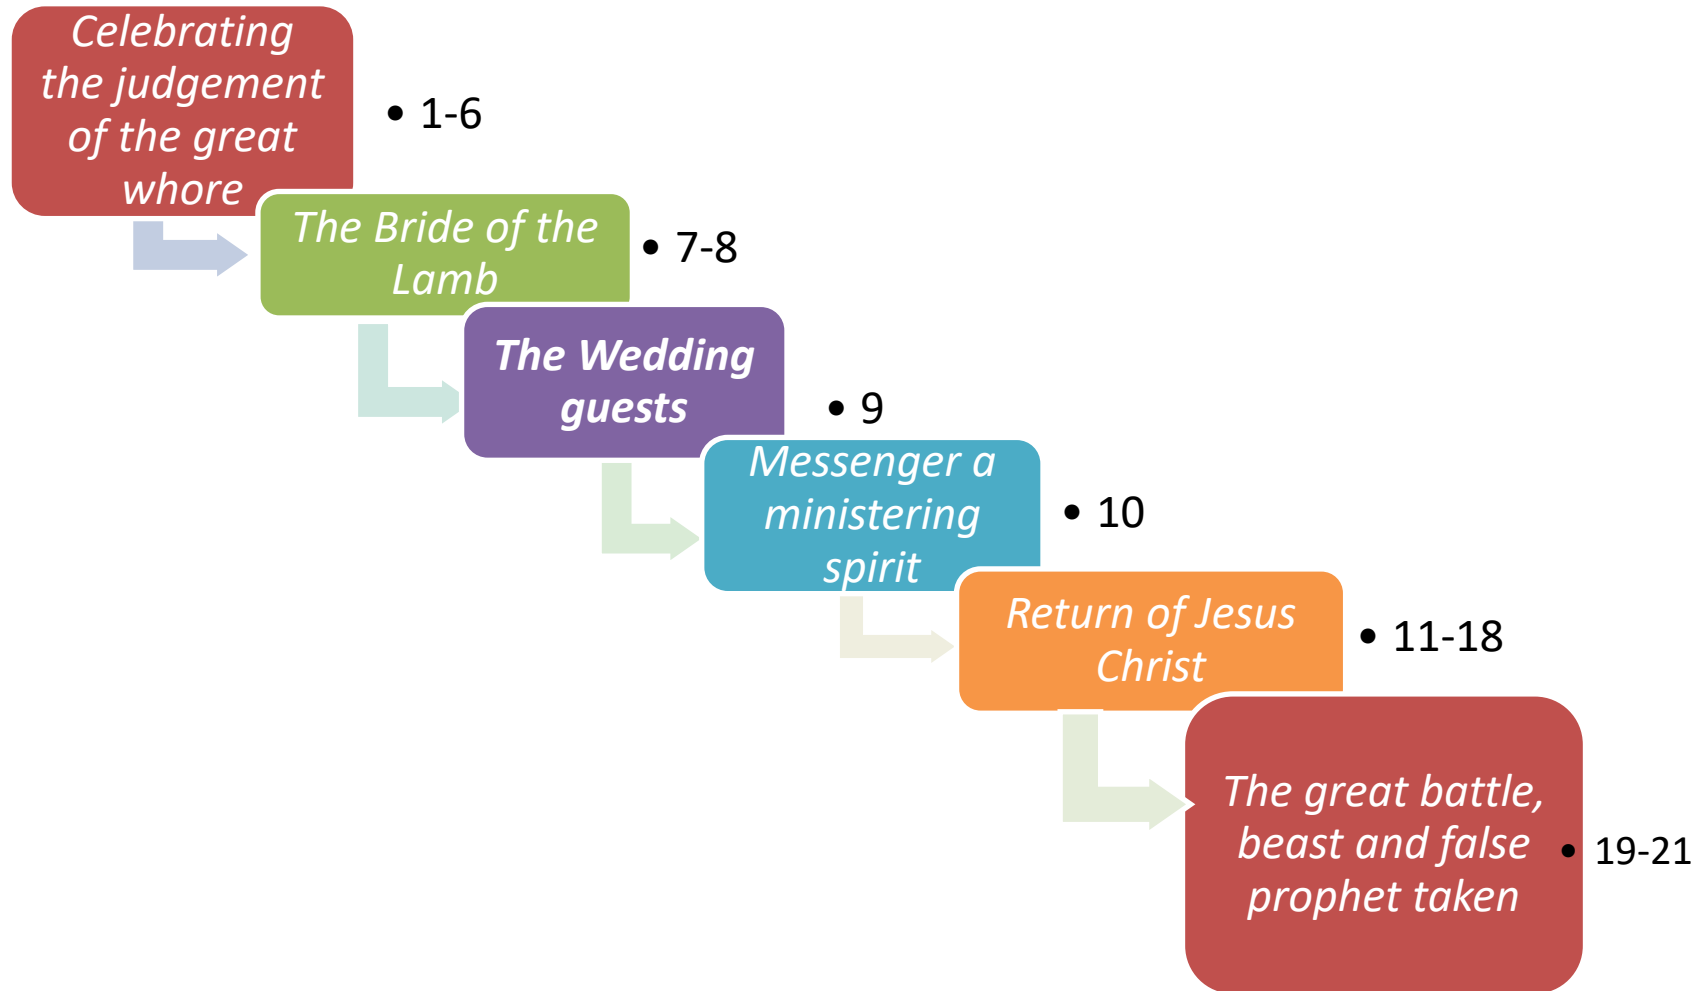 Celebrating
the judgement
of the great
whore
• 1-6
The Bride of the
Lamb
• 7-8
The Wedding
guests
• 9
Messenger a
ministering
spirit
• 10
Return of Jesus
Christ
• 11-18
The great battle,
beast and false
prophet taken
• 19-21